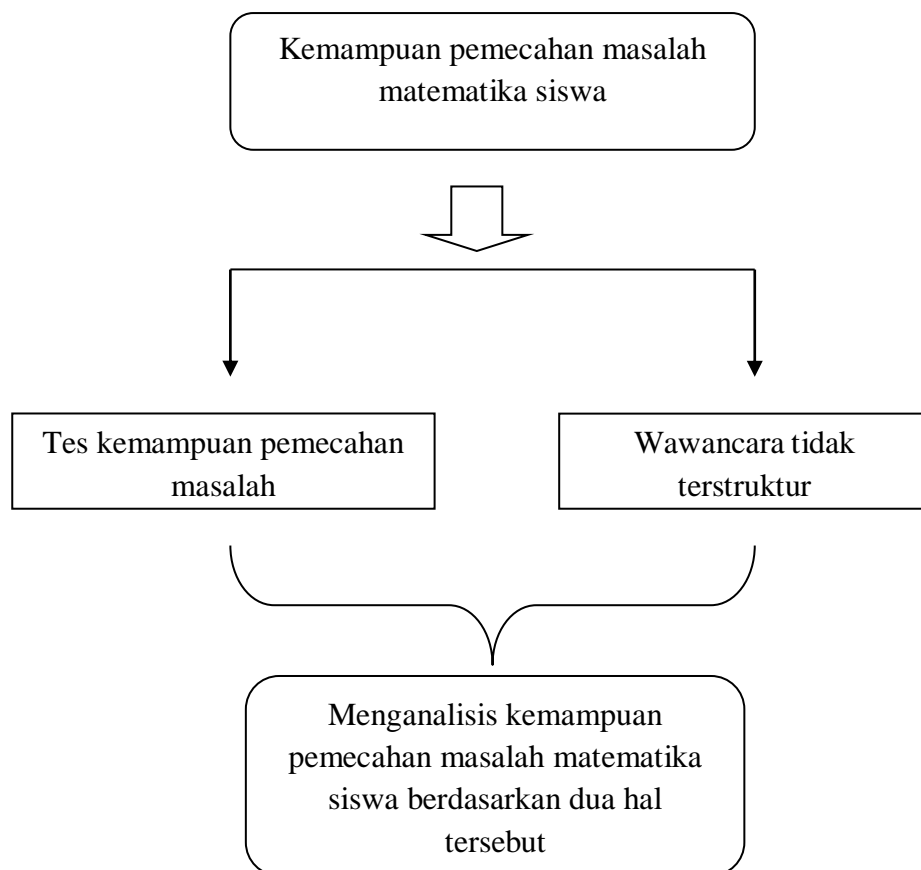 Kemampuan pemecahan masalah
matematika siswa
Tes kemampuan pemecahan
masalah
Wawancara tidak
terstruktur
Menganalisis kemampuan
pemecahan masalah matematika
siswa berdasarkan dua hal
tersebut